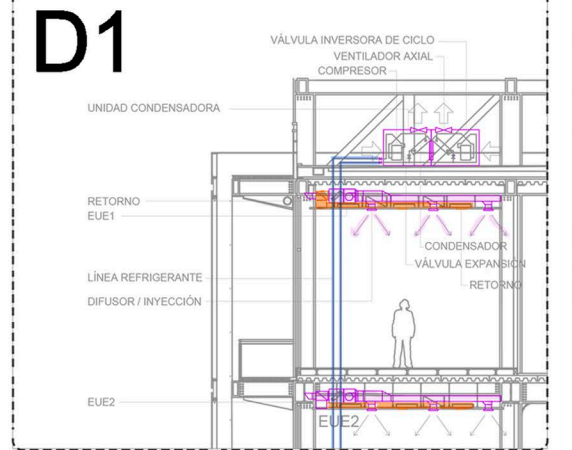 D1
VÁLVULA INVERSORA DE CICLO
VENTILADOR AXIAL
COMPRESOR
UNIDAD CONDENSADORA
RETORNO
EUE1
CONDENSADOR
VÁLVULA EXPANSIÓN
LÍNEA REFRIGERANTE
RETORNO
DIFUSOR / INYECCIÓN
EUE2
EUE2